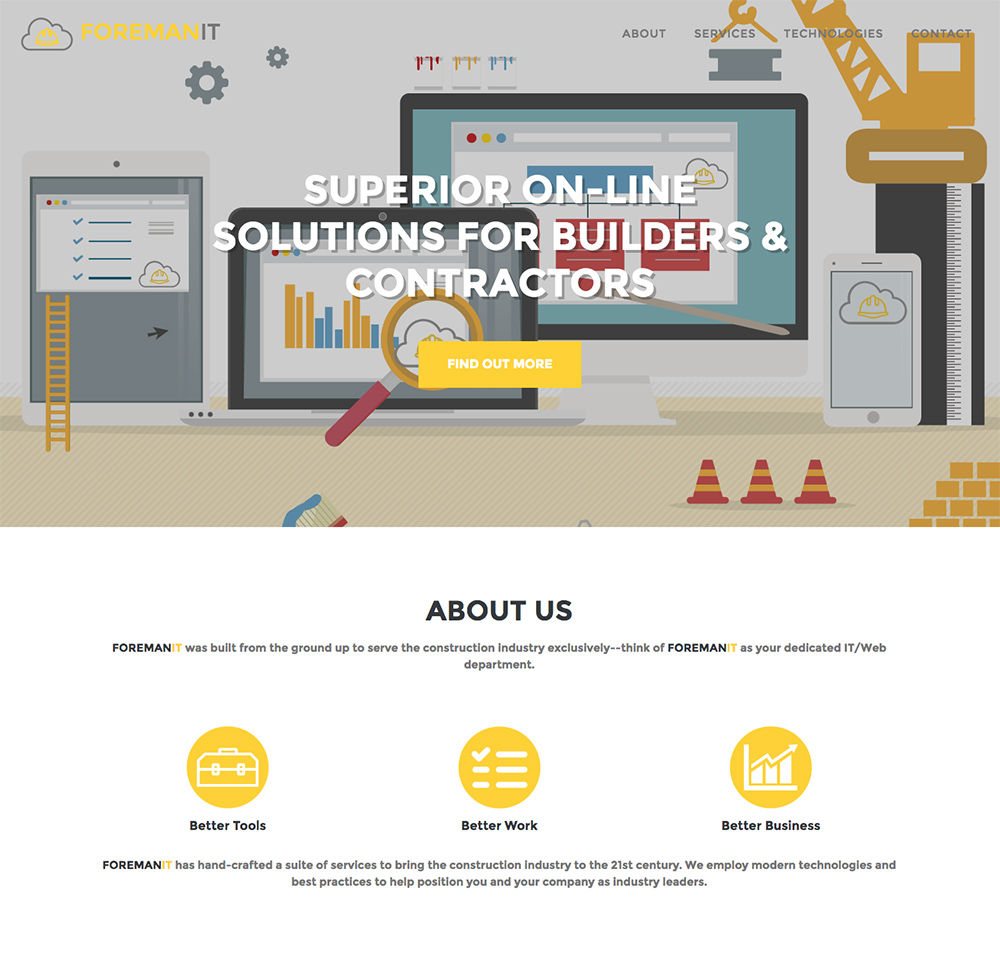 FOREMANIT
ABOUT SERVICES TECHNOLOGIES CONTACT
SUPERIOR ON-LINE
SOLUTIONS FOR BUILDERS &
CONTRACTORS
FIND OUT MORE
ABOUT US
FOREMANIT was built from the ground up to serve the construction industry exclusively--think of FOREMANIT as your dedicated IT/Web
department.
Better Tools
Better Work
Better Business
FOREMANIT has hand-crafted a suite of services to bring the construction industry to the 21st century. We employ modern technologies and
best practices to help position you and your company as industry leaders.